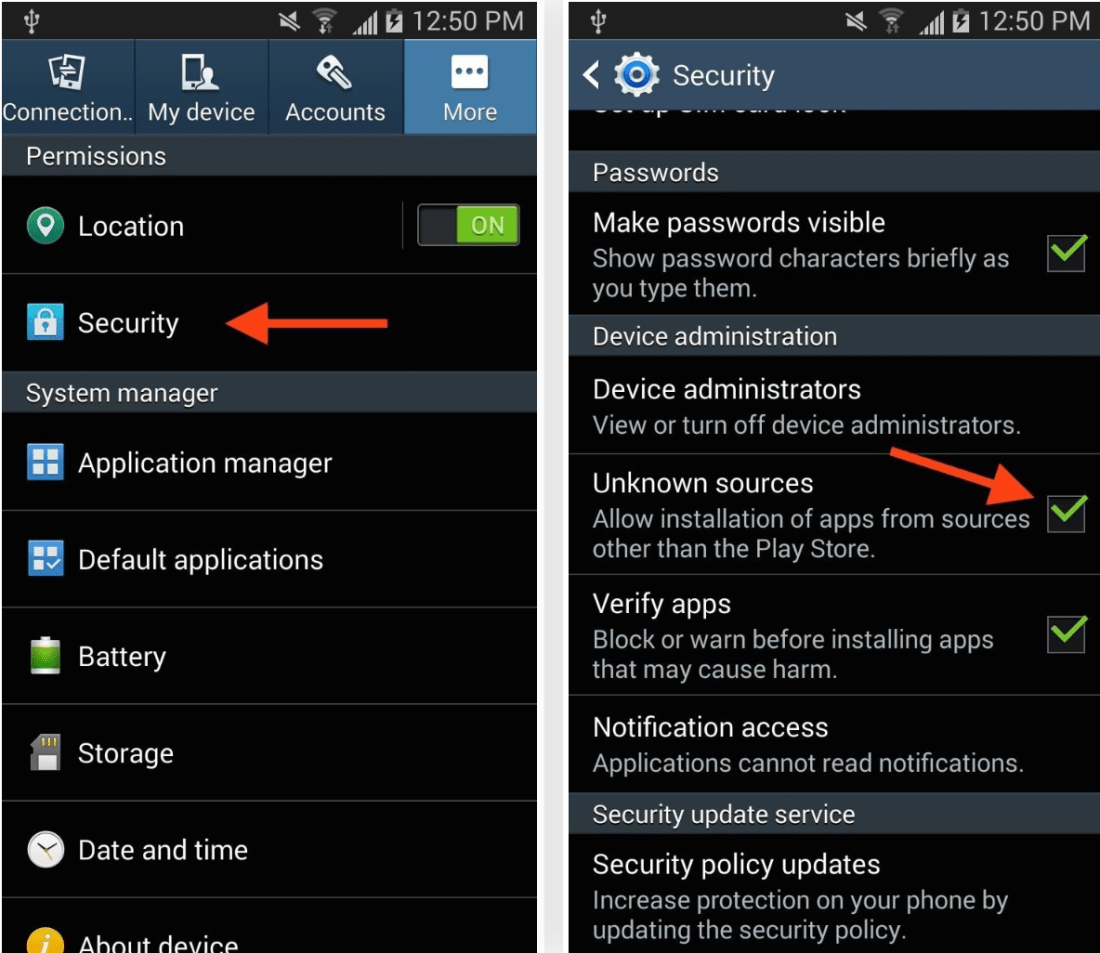 12:50 PM
Connection..
My device
Accounts
More
Permissions
Location
ON
Security
System manager
Application manager
Default applications
Battery
Storage
Date and time
About device
12:50 PM
Security
Set up SIM card lock
Passwords
Make passwords visible
Show password characters briefly as
you type them.
Device administration
Device administrators
View or turn off device administrators.
Unknown sources
Allow installation of apps from sources
other than the Play Store.
Verify apps
Block or warn before installing apps
that may cause harm.
Notification access
Applications cannot read notifications.
Security update service
Security policy updates
Increase protection on your phone by
updating the security policy.